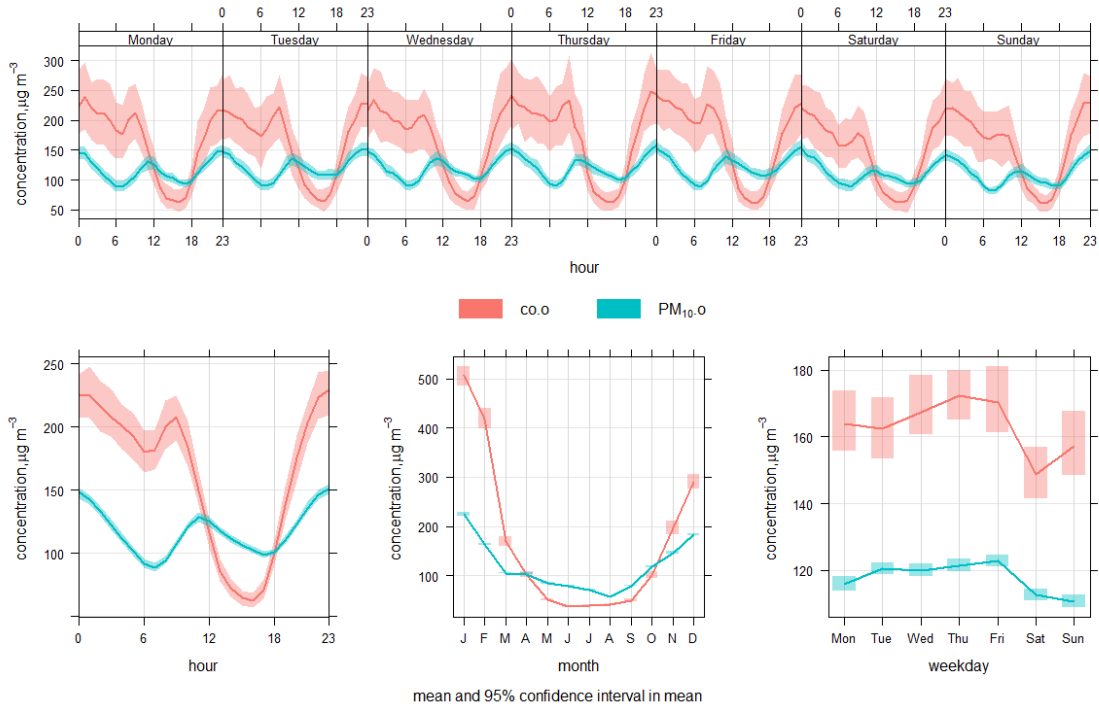 0 6 12 18 23 0 6 12 18 23 0 6 12 18 23
Monday Tuesday Wednesday Thursday Friday Saturday Sunday
300
250
200
150
100
50
concentration,μg m⁻³
0 6 12 18 23 0 6 12 18 23 0 6 12 18 23 0 6 12 18 23
hour
co.o PM₁₀.o
250
200
150
100
concentration,μg m⁻³
0 6 12 18 23
hour
500
400
300
200
100
concentration,μg m⁻³
J F M A M J J A S O N D
month
180
160
140
120
concentration,μg m⁻³
Mon Tue Wed Thu Fri Sat Sun
weekday
mean and 95% confidence interval in mean